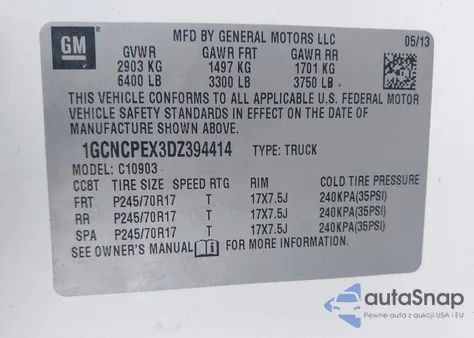 GM
MFD BY GENERAL MOTORS LLC
05/13
GVWR GAWR FRT GAWR RR
2903 KG 1497 KG 1701 KG
6400 LB 3300 LB 3750 LB
THIS VEHICLE CONFORMS TO ALL APPLICABLE U.S. FEDERAL MOTOR
VEHICLE SAFETY STANDARDS IN EFFECT ON THE DATE OF
MANUFACTURE SHOWN ABOVE.
1GCNCPEX3DZ394414 TYPE: TRUCK
MODEL: C10903
CC8T TIRE SIZE SPEED RTG RIM COLD TIRE PRESSURE
FRT P245/70R17 T 17X7.5J 240KPA(35PSI)
RR P245/70R17 T 17X7.5J 240KPA(35PSI)
SPA P245/70R17 T 17X7.5J 240KPA(35PSI)
SEE OWNER'S MANUAL FOR MORE INFORMATION.
autoSnap
Pewne auta z aukcji USA i EU